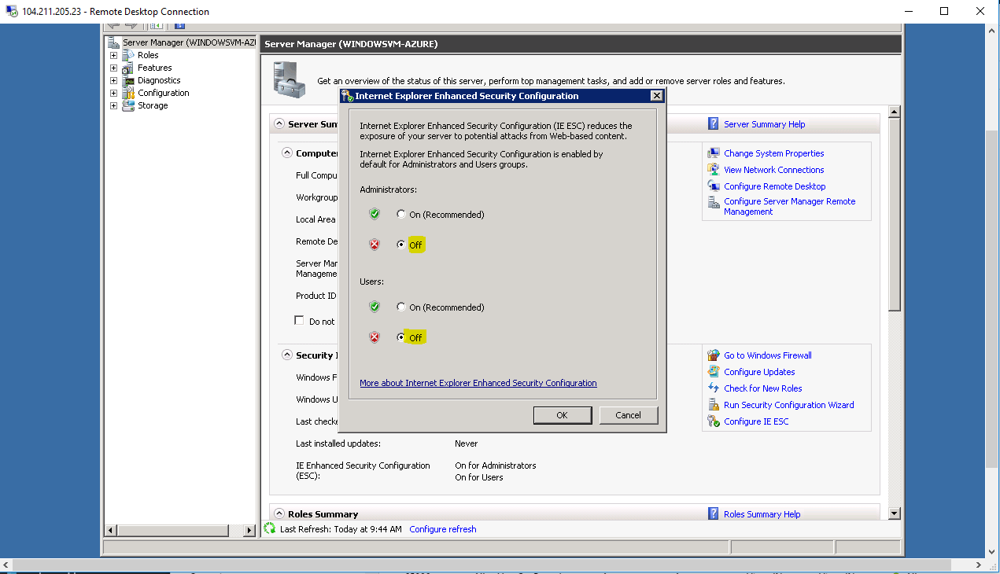 104.211.205.23 - Remote Desktop Connection
Server Manager (WINDOWSVM-AZU
Roles
Features
Diagnostics
Configuration
Storage
Server Manager (WINDOWSVM-AZURE)
Get an overview of the status of this server, perform top management tasks, and add or remove server roles and features.
Server Sum
Server Summary Help
Compute
Full Compu
Workgroup
Local Area
Remote De
Server Mar
Manageme
Product ID
Do not
Change System Properties
View Network Connections
Configure Remote Desktop
Configure Server Manager Remote
Management
Internet Explorer Enhanced Security Configuration
Internet Explorer Enhanced Security Configuration (IE ESC) reduces the
exposure of your server to potential attacks from Web-based content.
Internet Explorer Enhanced Security Configuration is enabled by
default for Administrators and Users groups.
Administrators:
On (Recommended)
Off
Users:
On (Recommended)
Off
More about Internet Explorer Enhanced Security Configuration
OK
Cancel
Security I
Windows F
Windows U
Last checke
Last installed updates:
Never
IE Enhanced Security Configuration
(ESC):
On for Administrators
On for Users
Go to Windows Firewall
Configure Updates
Check for New Roles
Run Security Configuration Wizard
Configure IE ESC
Roles Summary
Roles Summary Help
Last Refresh: Today at 9:44 AM
Configure refresh